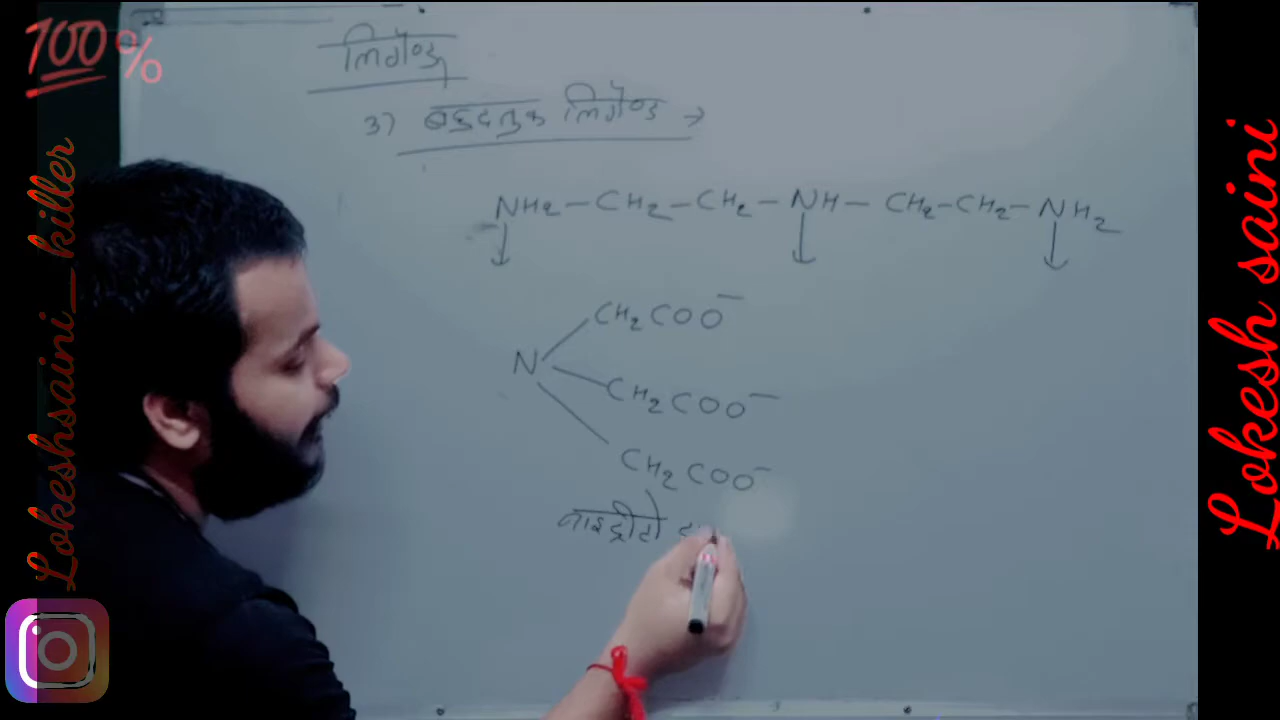 100%
लिगेण्ड
3) बहुदन्तुक लिगेण्ड →
NH2 — CH2 — CH2 — NH — CH2 — CH2 — NH2
CH2COO⁻
N
CH2COO⁻
CH2COO⁻
नाइट्रीटो
Lokeshsaini_killer
Lokesh saini